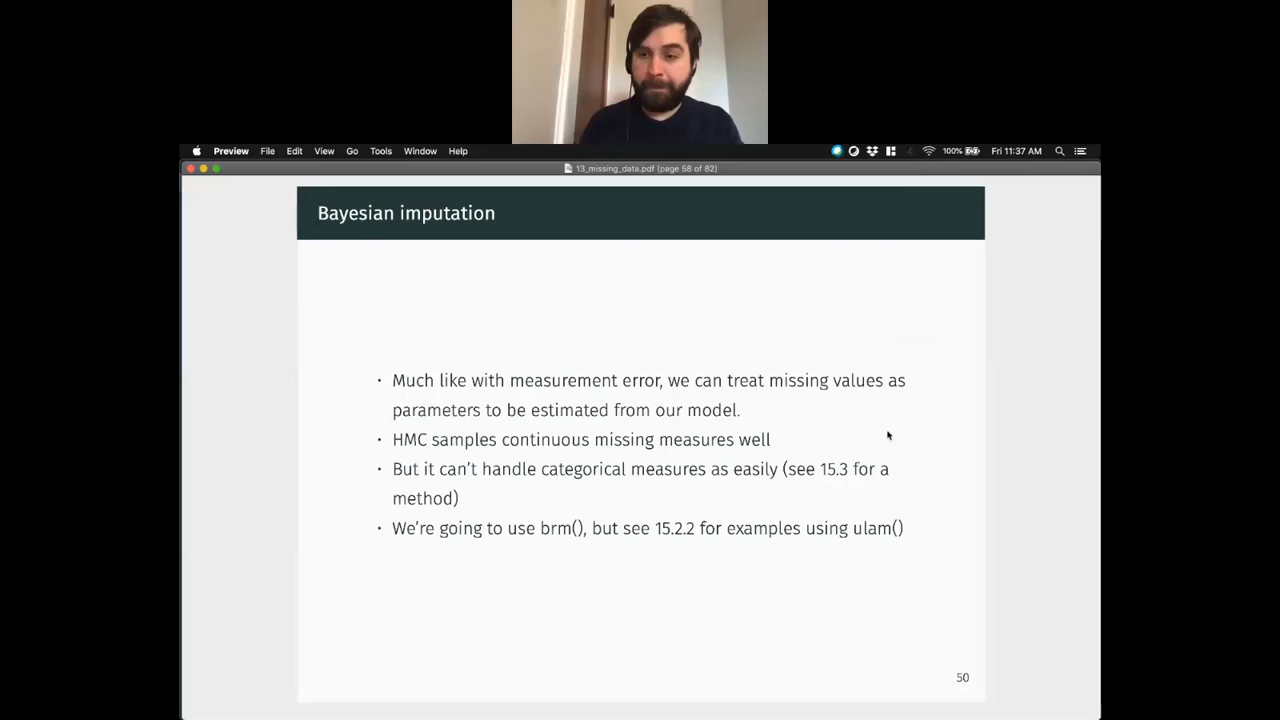 Preview File Edit View Go Tools Window Help 100% Fri 11:37 AM
13_missing_data.pdf (page 58 of 82)
Bayesian imputation
• Much like with measurement error, we can treat missing values as
parameters to be estimated from our model.
• HMC samples continuous missing measures well
• But it can't handle categorical measures as easily (see 15.3 for a
method)
• We're going to use brm(), but see 15.2.2 for examples using ulam()
50